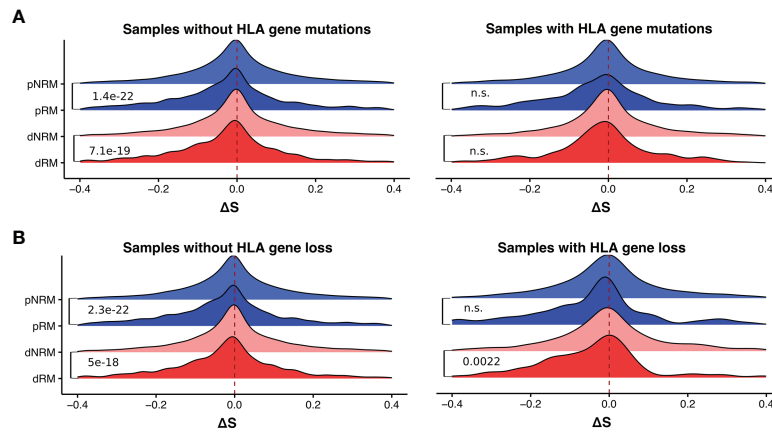 A
Samples without HLA gene mutations
pNRM
1.4e-22
pRM
dNRM
7.1e-19
dRM
−0.4 −0.2 0.0 0.2 0.4
ΔS
Samples with HLA gene mutations
n.s.
n.s.
−0.4 −0.2 0.0 0.2 0.4
ΔS
B
Samples without HLA gene loss
pNRM
2.3e-22
pRM
dNRM
5e-18
dRM
−0.4 −0.2 0.0 0.2 0.4
ΔS
Samples with HLA gene loss
n.s.
0.0022
−0.4 −0.2 0.0 0.2 0.4
ΔS